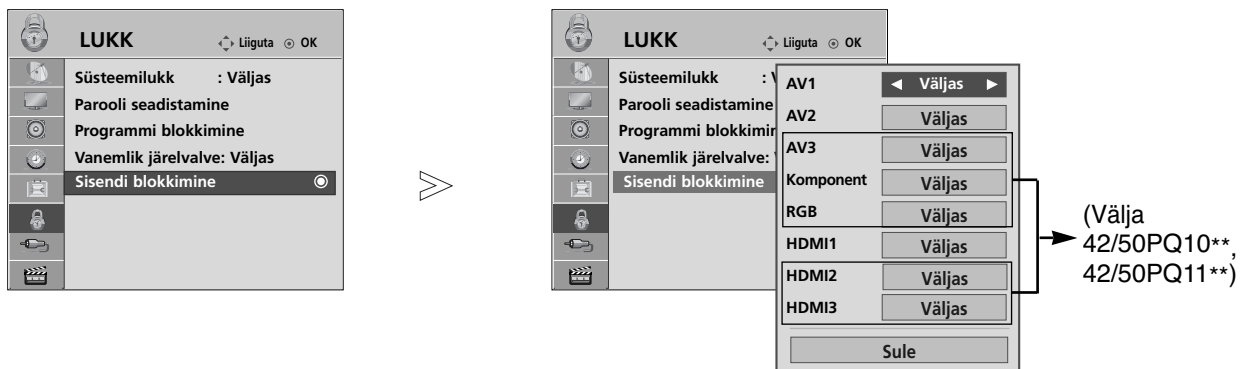 LUKK
Liiguta
OK
Süsteemilukk : Väljas
Parooli seadistamine
Programmi blokkimine
Vanemlik järelvalve: Väljas
Sisendi blokkimine
LUKK
Liiguta
OK
Süsteemilukk :
Parooli seadistamine
Programmi
Vanemlik järelvalve:
Sisendi blokkimine
AV1 Väljas
AV2 Väljas
AV3 Väljas
Komponent Väljas
RGB Väljas
HDMI1 Väljas
HDMI2 Väljas
HDMI3 Väljas
Sule
(Välja
42/50PQ10**,
42/50PQ11**)